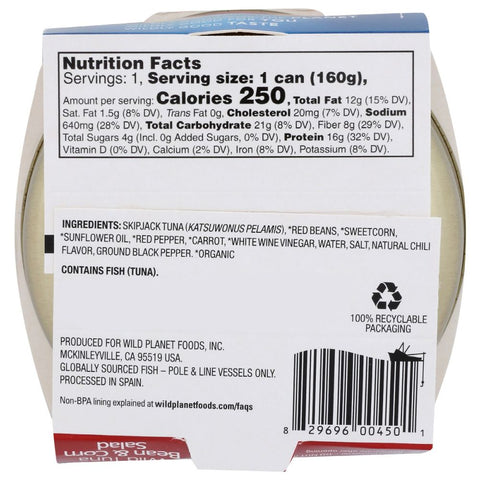 TASTE
Nutrition Facts
Servings: 1, Serving size: 1 can (160g),
Amount per serving: Calories 250, Total Fat 12g (15% DV),
Sat. Fat 1.5g (8% DV), Trans Fat 0g, Cholesterol 20mg (7% DV), Sodium
640mg (28% DV), Total Carbohydrate 21g (8% DV), Fiber 8g (29% DV),
Total Sugars 4g (Incl. 0g Added Sugars, 0% DV), Protein 16g (32% DV),
Vitamin D (0% DV), Calcium (2% DV), Iron (8% DV), Potassium (8% DV).
INGREDIENTS: SKIPJACK TUNA (KATSUWONUS PELAMIS), *RED BEANS, *SWEETCORN,
*SUNFLOWER OIL, *RED PEPPER, *CARROT, *WHITE WINE VINEGAR, WATER, SALT, NATURAL CHILI
FLAVOR, GROUND BLACK PEPPER. *ORGANIC
CONTAINS FISH (TUNA).
100% RECYCLABLE
PACKAGING
PRODUCED FOR WILD PLANET FOODS, INC.
MCKINLEYVILLE, CA 95519 USA.
GLOBALLY SOURCED FISH – POLE & LINE VESSELS ONLY.
PROCESSED IN SPAIN.
Non-BPA lining explained at wildplanetfoods.com/faqs
8 29696 00450 1
Wild Tuna
Bean & Corn
Salad